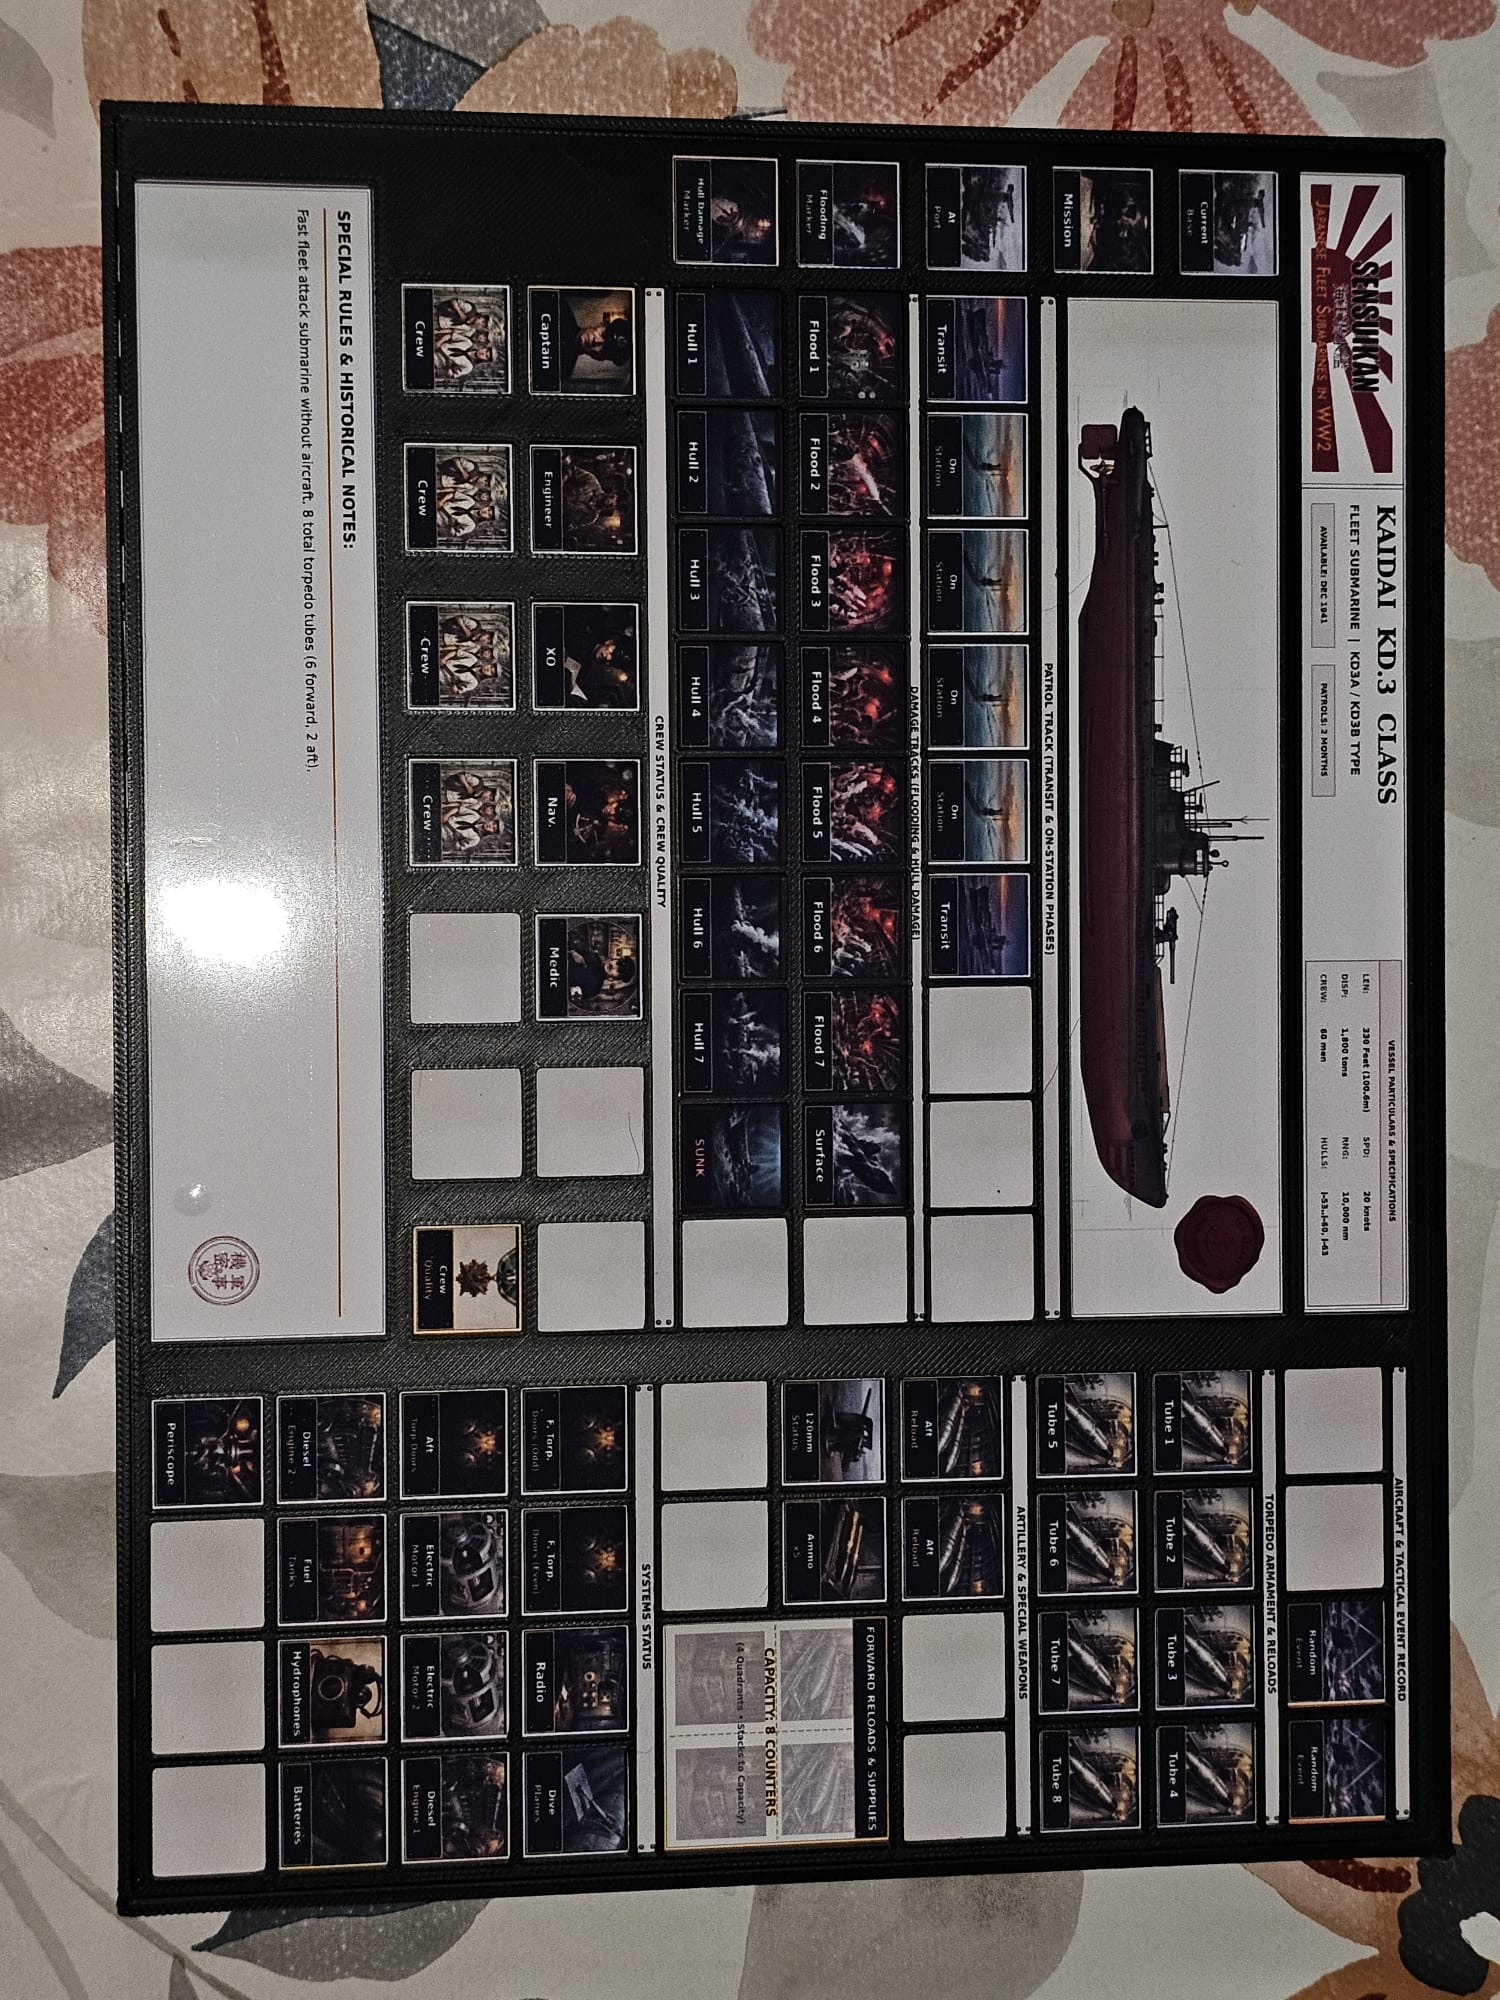 SENSUIKAN
JAPANESE FLEET SUBMARINES IN WW2
KAIDAI KD.3 CLASS
FLEET SUBMARINE | KD3A / KD3B TYPE
AVAILABLE: DEC 1941
PATROLS: 2 MONTHS
VESSEL PARTICULARS & SPECIFICATIONS
LEN: 330 Feet (100.6m) SPD: 20 knots
DISP: 1,800 tons RNG: 10,000 nm
CREW: 60 men HULLS: I-53..I-60, I-63
Current Base
Mission
PATROL TRACK (TRANSIT & ON-STATION PHASES)
At Port
Transit
On Station
On Station
On Station
On Station
Transit
DAMAGE TRACKS (FLOODING & HULL DAMAGE)
Flooding Marker
Flood 1
Flood 2
Flood 3
Flood 4
Flood 5
Flood 6
Flood 7
Surface
Hull Damage Marker
Hull 1
Hull 2
Hull 3
Hull 4
Hull 5
Hull 6
Hull 7
SUNK
CREW STATUS & CREW QUALITY
Captain
Engineer
XO
Nav.
Medic
Crew
Crew
Crew
Crew
Crew Quality
SPECIAL RULES & HISTORICAL NOTES:
Fast fleet attack submarine without aircraft. 8 total torpedo tubes (6 forward, 2 aft).
軍事
機密
AIRCRAFT & TACTICAL EVENT RECORD
Random Event
Random Event
TORPEDO ARMAMENT & RELOADS
Tube 1
Tube 2
Tube 3
Tube 4
Tube 5
Tube 6
Tube 7
Tube 8
ARTILLERY & SPECIAL WEAPONS
Aft Reload
Aft Reload
120mm Status
Ammo x5
FORWARD RELOADS & SUPPLIES
CAPACITY: 8 COUNTERS
(4 Quadrants • Stacks to Capacity)
SYSTEMS STATUS
F. Torp. Doors (Odd)
F. Torp. Doors (Even)
Radio
Dive Planes
Aft Torp Doors
Electric Motor 1
Electric Motor 2
Diesel Engine 1
Diesel Engine 2
Fuel Tanks
Hydrophones
Batteries
Periscope